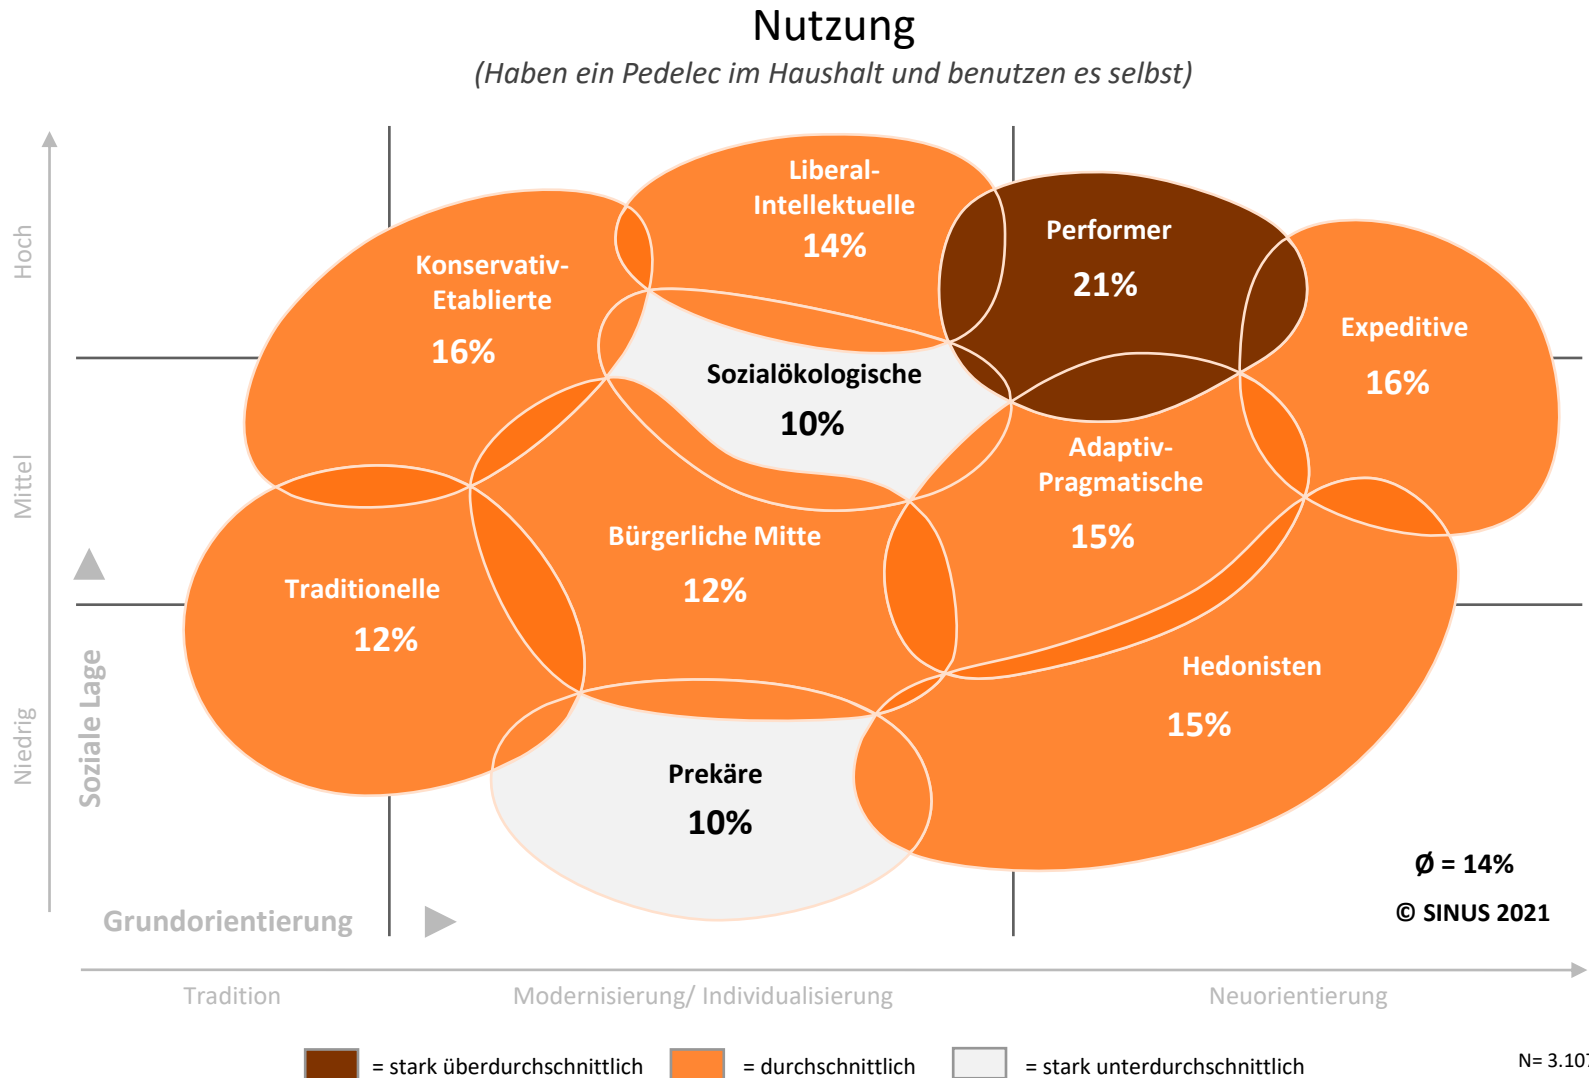 Nutzung
(Haben ein Pedelec im Haushalt und benutzen es selbst)
Hoch
Mittel
Niedrig
Soziale Lage
Liberal-
Intellektuelle
14%
Performer
21%
Konservativ-
Etablierte
16%
Expeditive
16%
Sozialökologische
10%
Adaptiv-
Pragmatische
15%
Bürgerliche Mitte
12%
Traditionelle
12%
Hedonisten
15%
Prekäre
10%
Ø = 14%
© SINUS 2021
Grundorientierung
Tradition
Modernisierung/ Individualisierung
Neuorientierung
= stark überdurchschnittlich
= durchschnittlich
= stark unterdurchschnittlich
N= 3.107